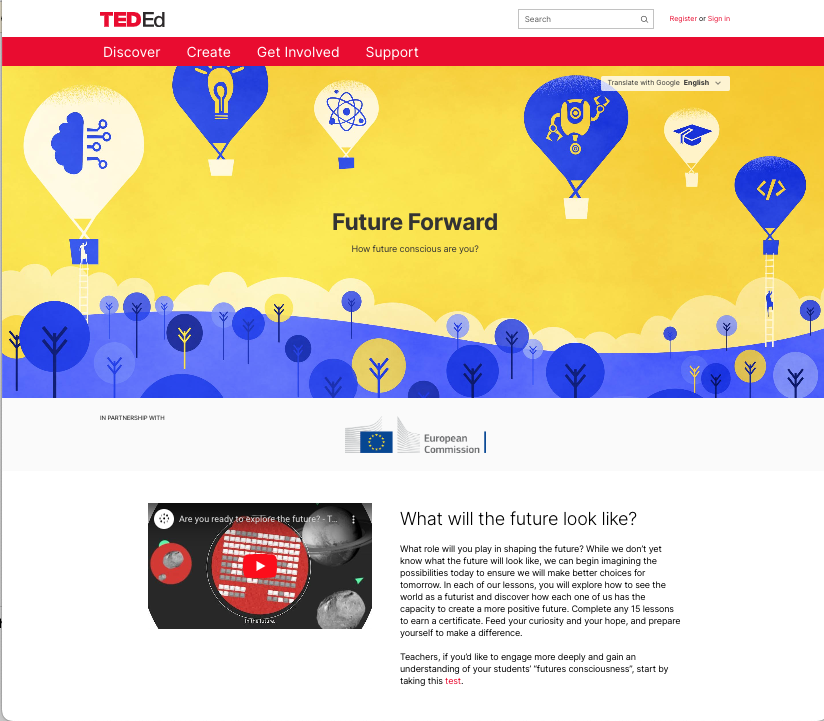 TEDEd
Search
Register or Sign in
Discover
Create
Get Involved
Support
Translate with Google English
</>
Future Forward
How future conscious are you?
IN PARTNERSHIP WITH
European
Commission
Are you ready to explore the future? - T...
In the future,
What will the future look like?
What role will you play in shaping the future? While we don't yet
know what the future will look like, we can begin imagining the
possibilities today to ensure we will make better choices for
tomorrow. In each of our lessons, you will explore how to see the
world as a futurist and discover how each one of us has the
capacity to create a more positive future. Complete any 15 lessons
to earn a certificate. Feed your curiosity and your hope, and prepare
yourself to make a difference.
Teachers, if you'd like to engage more deeply and gain an
understanding of your students' "futures consciousness", start by
taking this test.